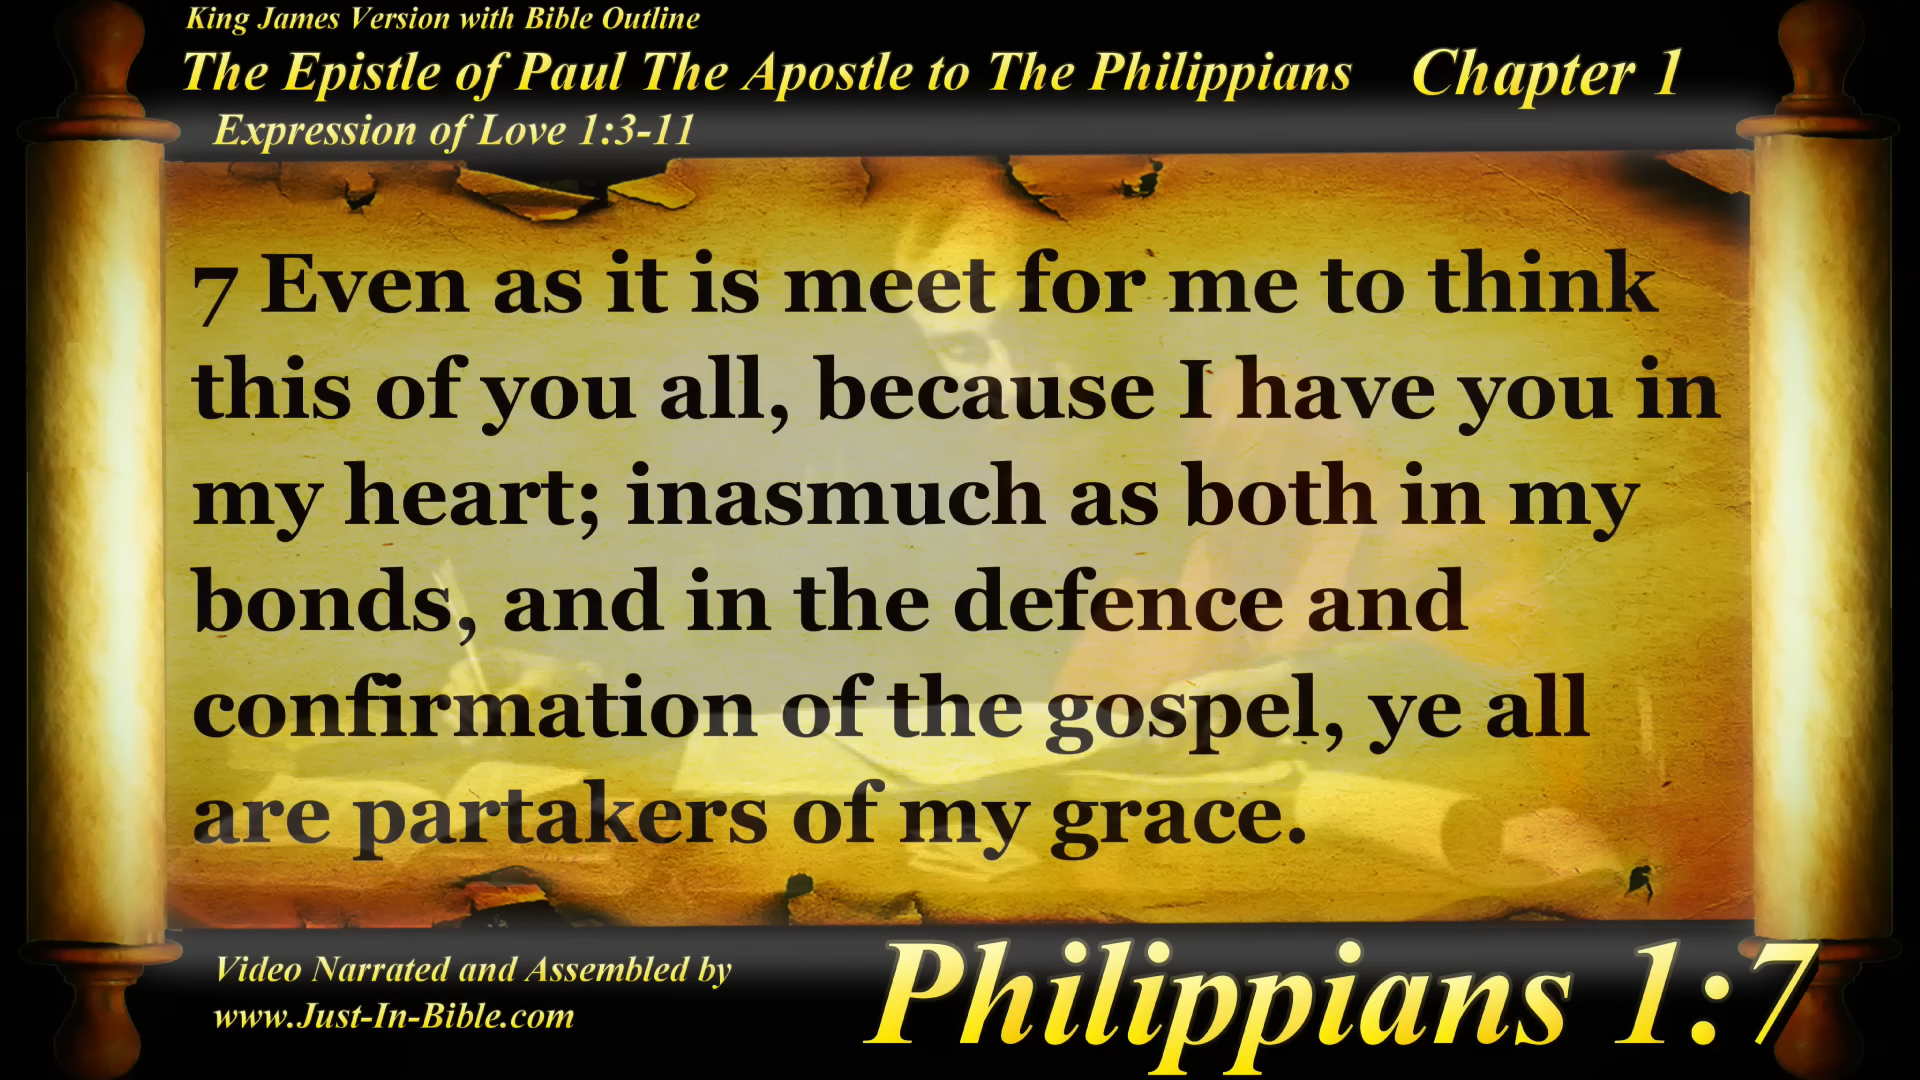 King James Version with Bible Outline
The Epistle of Paul The Apostle to The Philippians Chapter 1
Expression of Love 1:3-11
7 Even as it is meet for me to think
this of you all, because I have you in
my heart; inasmuch as both in my
bonds, and in the defence and
confirmation of the gospel, ye all
are partakers of my grace.
Video Narrated and Assembled by
www.Just-In-Bible.com
Philippians 1:7